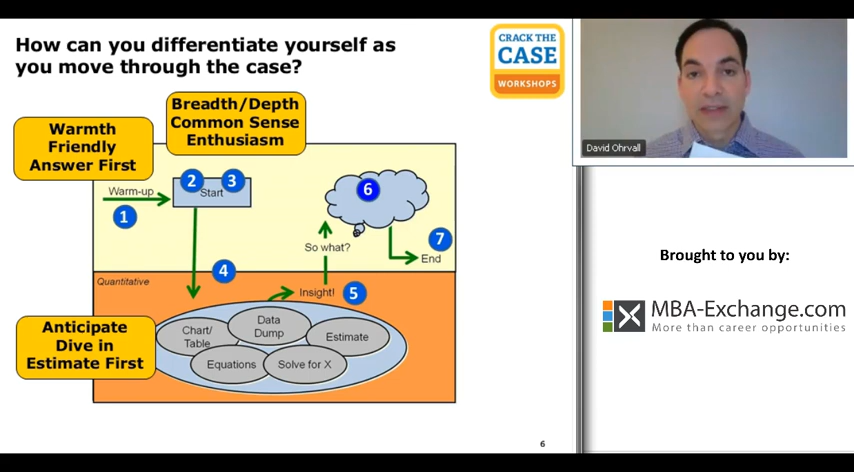 How can you differentiate yourself as
you move through the case?
CRACK THE
CASE
WORKSHOPS
Breadth/Depth
Common Sense
Enthusiasm
Warmth
Friendly
Answer First
Warm-up
1
2
3
Start
6
So what?
7
End
4
Quantitative
Insight!
5
Anticipate
Dive in
Estimate First
Chart/
Table
Data
Dump
Estimate
Equations
Solve for X
6
David Ohrvall
Brought to you by:
MBA-Exchange.com
More than career opportunities